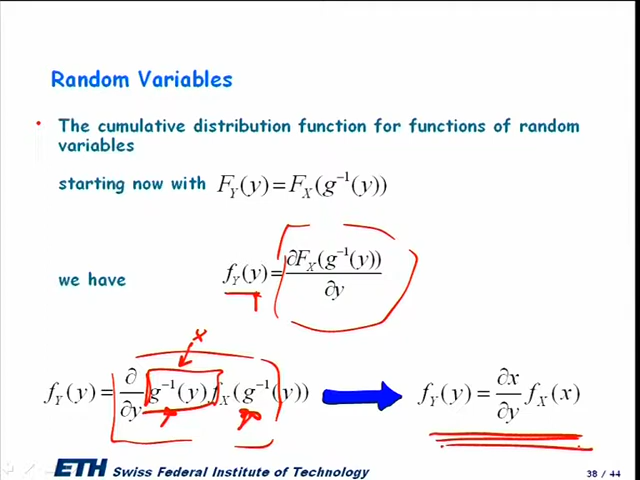 Random Variables
• The cumulative distribution function for functions of random
variables
starting now with F_Y(y) = F_X(g⁻¹(y))
we have f_Y(y) = ∂F_X(g⁻¹(y)) / ∂y
x
f_Y(y) = ∂/∂y g⁻¹(y) f_X(g⁻¹(y)) f_Y(y) = ∂x/∂y f_X(x)
ETH Swiss Federal Institute of Technology 38 / 44